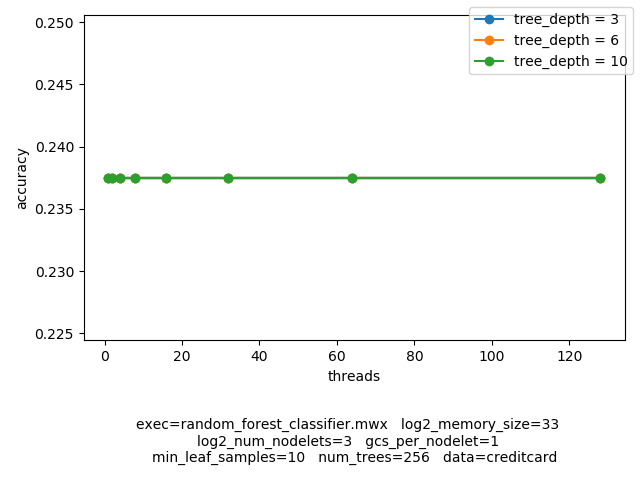 tree_depth = 3
tree_depth = 6
tree_depth = 10
0.250
0.245
0.240
0.235
0.230
0.225
accuracy
0 20 40 60 80 100 120
threads
exec=random_forest_classifier.mwx log2_memory_size=33
log2_num_nodelets=3 gcs_per_nodelet=1
min_leaf_samples=10 num_trees=256 data=creditcard